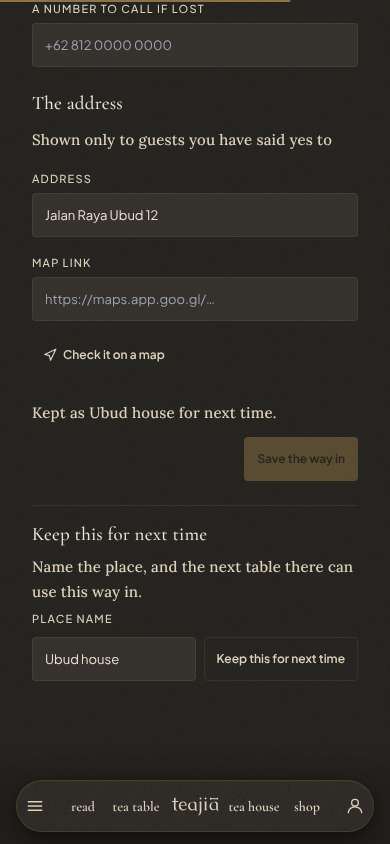 A NUMBER TO CALL IF LOST
+62 812 0000 0000
The address
Shown only to guests you have said yes to
ADDRESS
Jalan Raya Ubud 12
MAP LINK
https://maps.app.goo.gl/...
Check it on a map
Kept as Ubud house for next time.
Save the way in
Keep this for next time
Name the place, and the next table there can
use this way in.
PLACE NAME
Ubud house
Keep this for next time
read tea table teajiā tea house shop